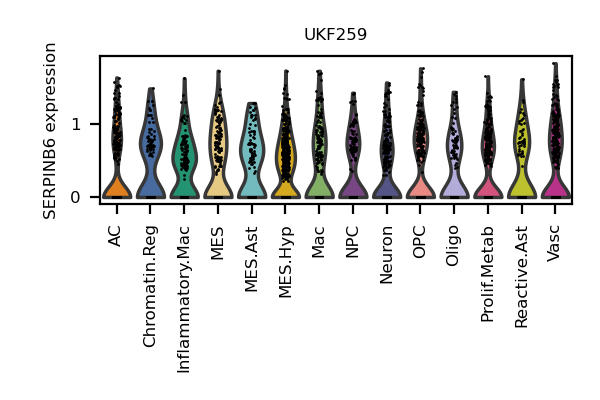 UKF259
SERPINB6 expression
1
0
AC
Chromatin.Reg
Inflammatory.Mac
MES
MES.Ast
MES.Hyp
Mac
NPC
Neuron
OPC
Oligo
Prolif.Metab
Reactive.Ast
Vasc